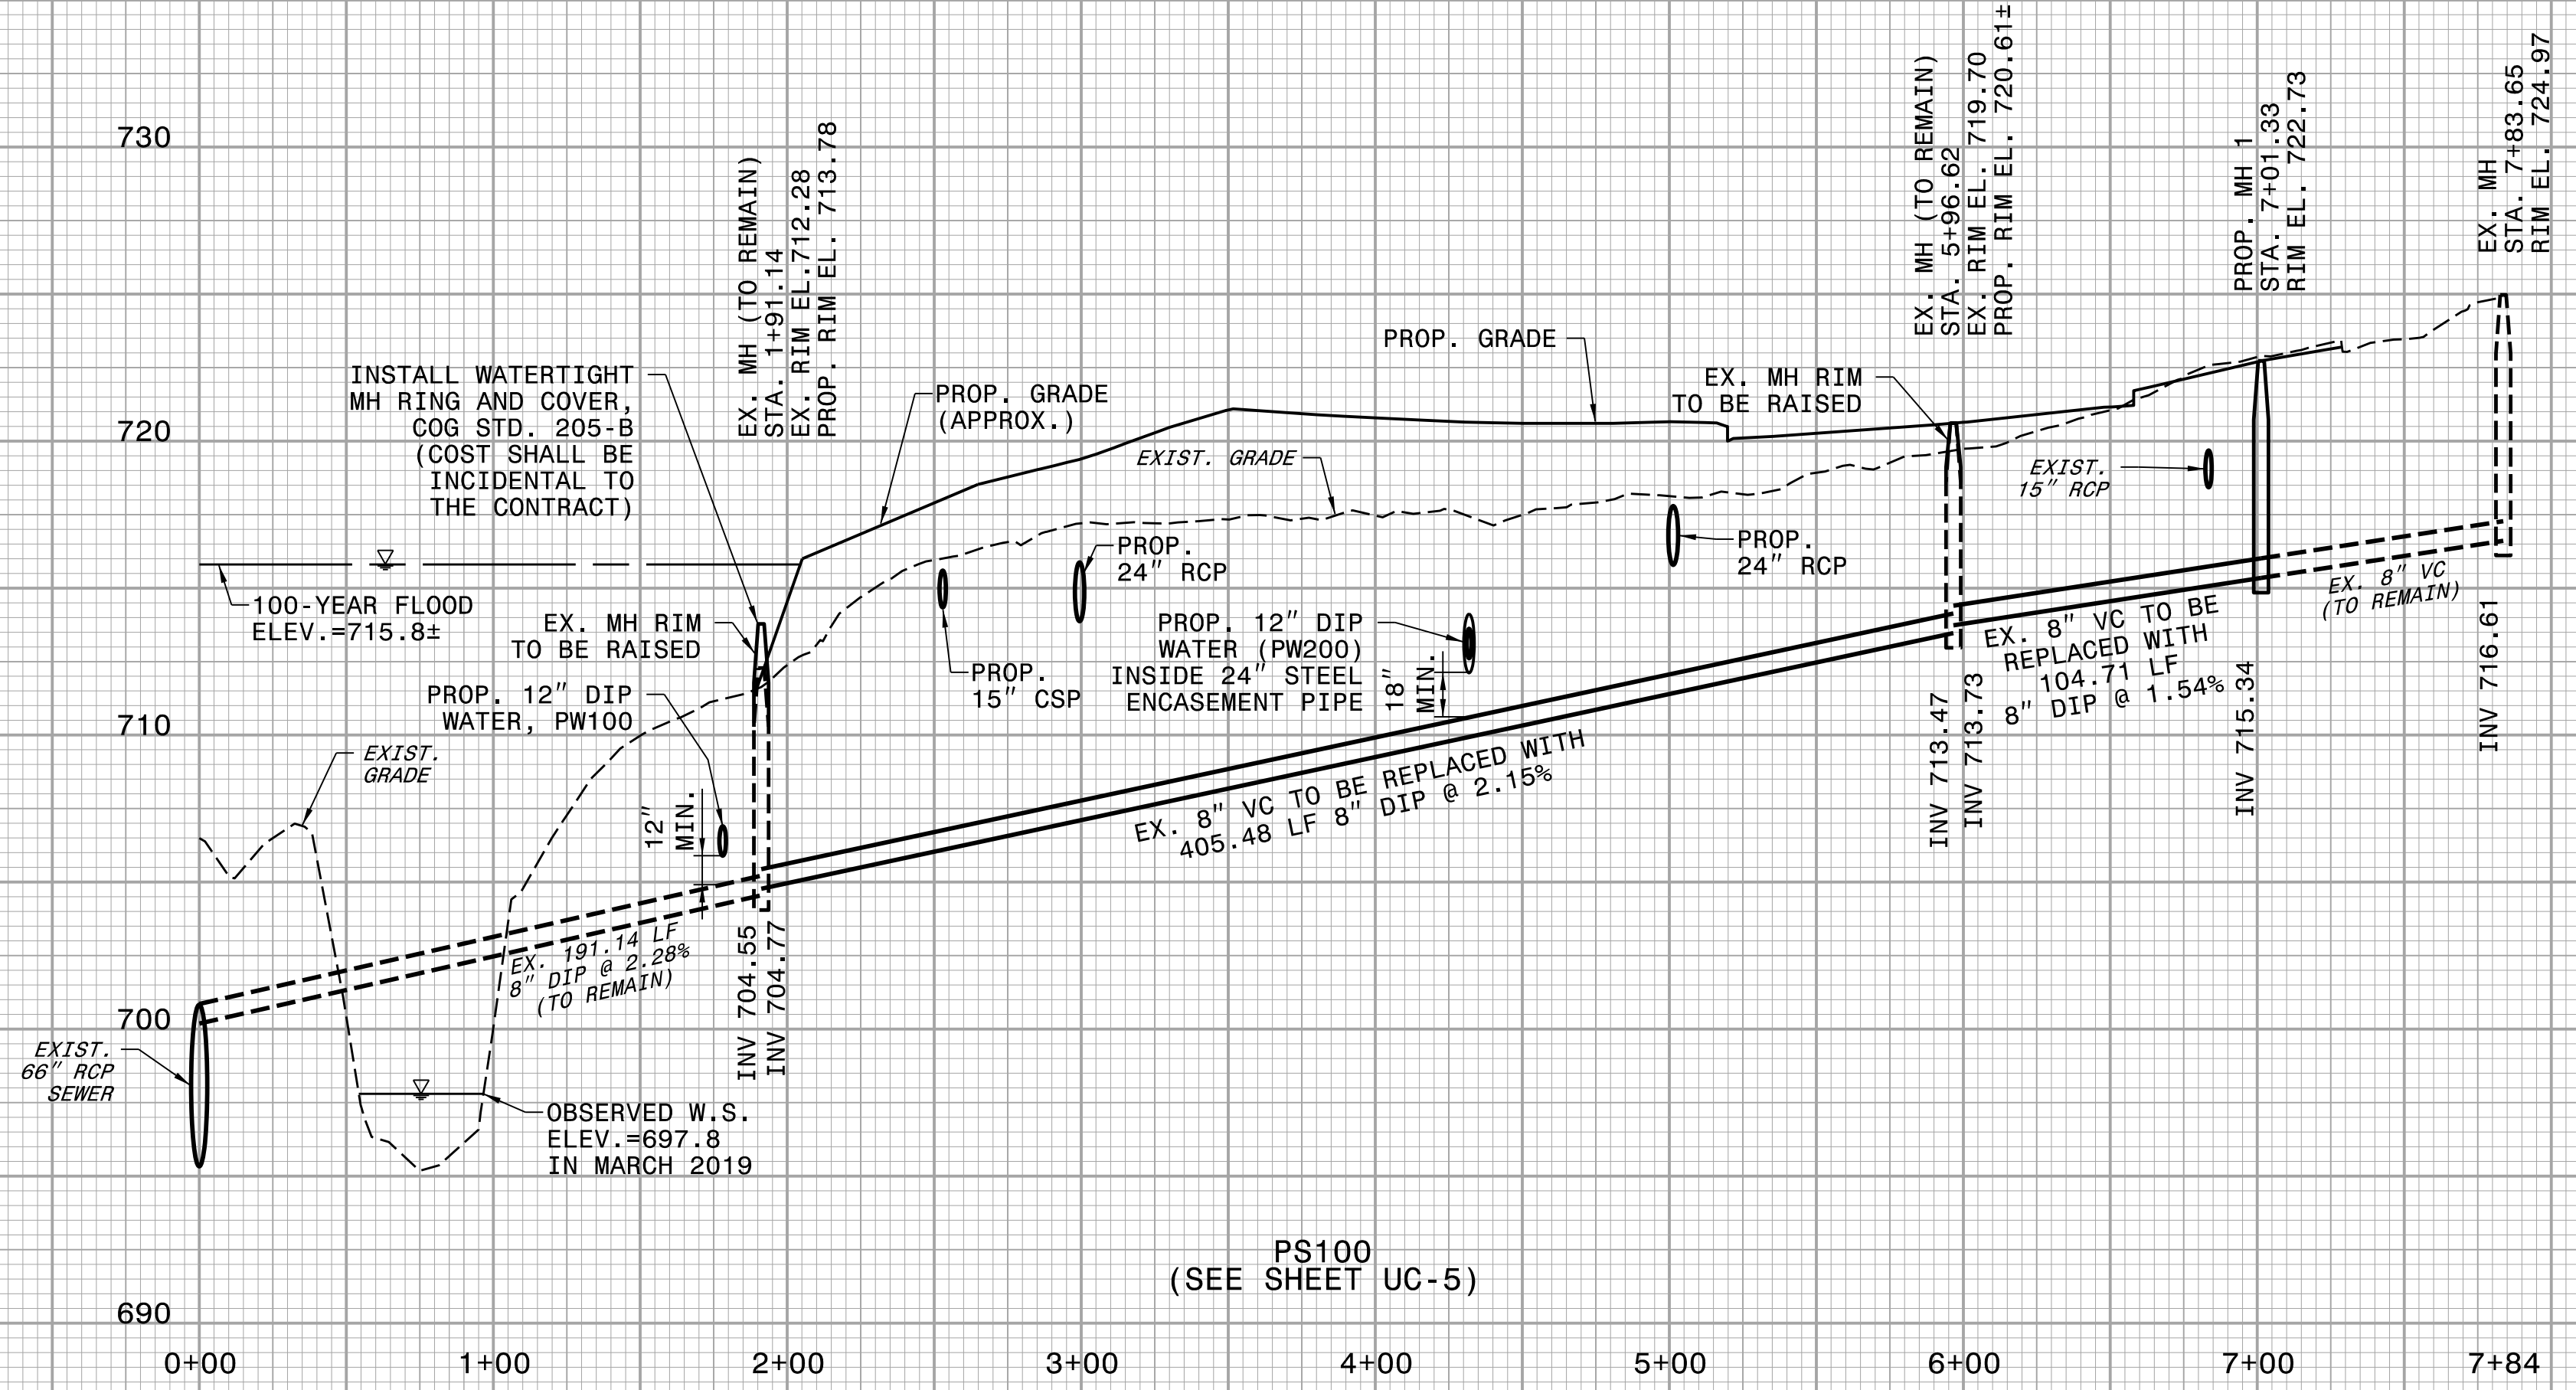 730
720
710
700
690
EX. MH (TO REMAIN)
STA. 1+91.14
EX. RIM EL.712.28
PROP. RIM EL. 713.78
EX. MH (TO REMAIN)
STA. 5+96.62
EX. RIM EL. 719.70
PROP. RIM EL. 720.61±
PROP. MH 1
STA. 7+01.33
RIM EL. 722.73
EX. MH
STA. 7+83.65
RIM EL. 724.97
INSTALL WATERTIGHT
MH RING AND COVER,
COG STD. 205-B
(COST SHALL BE
INCIDENTAL TO
THE CONTRACT)
PROP. GRADE
(APPROX.)
PROP. GRADE
EX. MH RIM
TO BE RAISED
EXIST. GRADE
EXIST.
15" RCP
100-YEAR FLOOD
ELEV.=715.8±
EX. MH RIM
TO BE RAISED
PROP.
24" RCP
PROP.
15" CSP
PROP. 12" DIP
WATER (PW200)
INSIDE 24" STEEL
ENCASEMENT PIPE
18"
MIN.
PROP.
24" RCP
EX. 8" VC
(TO REMAIN)
EX. 8" VC TO BE
REPLACED WITH
104.71 LF
8" DIP @ 1.54%
PROP. 12" DIP
WATER, PW100
EXIST.
GRADE
12"
MIN.
EX. 8" VC TO BE REPLACED WITH
405.48 LF 8" DIP @ 2.15%
INV 713.47
INV 713.73
INV 715.34
INV 716.61
EX. 191.14 LF
8" DIP @ 2.28%
(TO REMAIN)
INV 704.55
INV 704.77
EXIST.
66" RCP
SEWER
OBSERVED W.S.
ELEV.=697.8
IN MARCH 2019
PS100
(SEE SHEET UC-5)
0+00 1+00 2+00 3+00 4+00 5+00 6+00 7+00 7+84